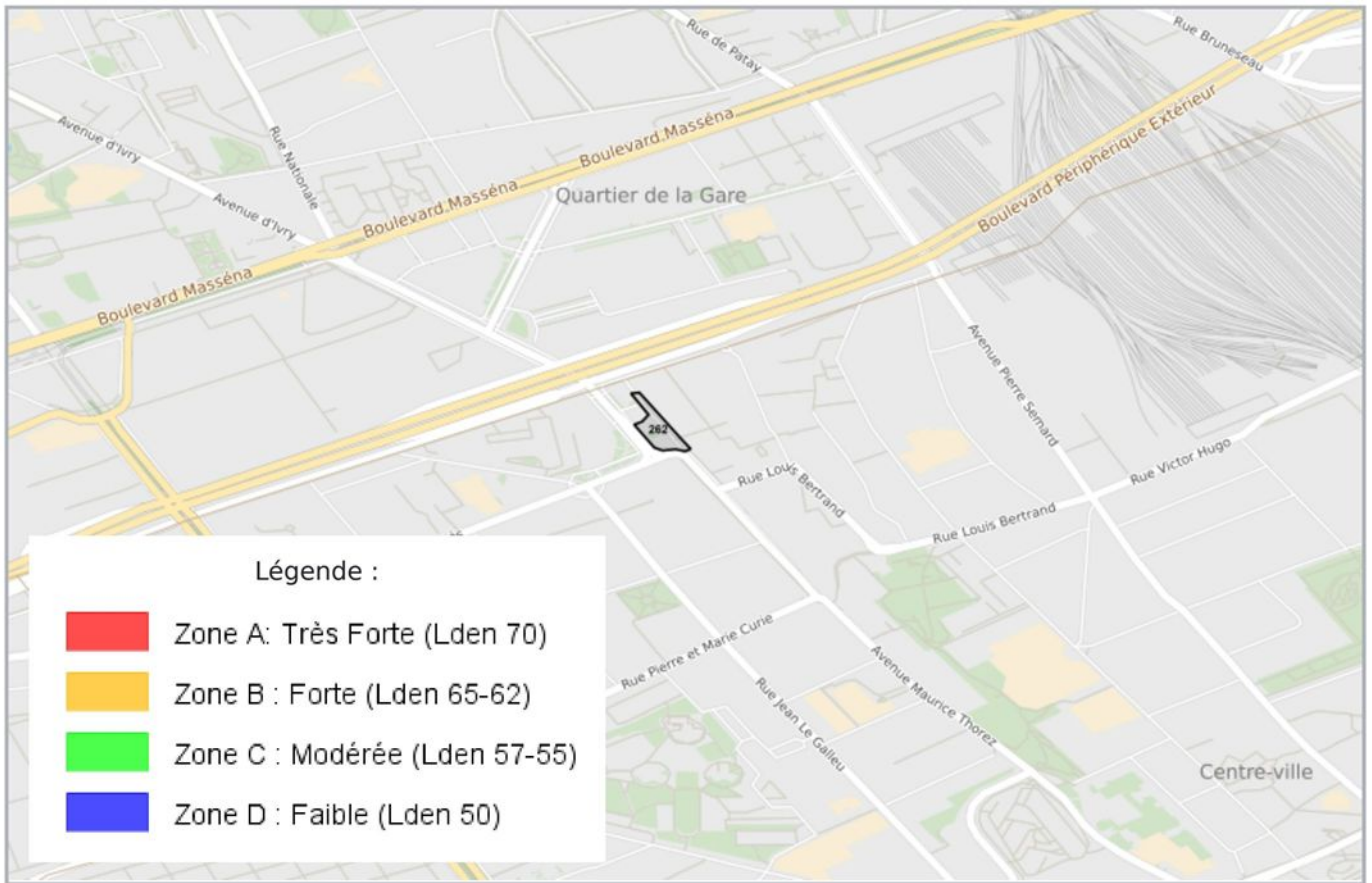 Rue de Patay
Rue Bruneseau
Avenue d'Ivry
Rue Nationale
Boulevard Masséna
Boulevard Périphérique Extérieur
Quartier de la Gare
Avenue d'Ivry
Boulevard Masséna
Boulevard Masséna
Avenue Pierre Semard
262
Rue Louis Bertrand
Rue Victor Hugo
Rue Louis Bertrand
Légende :
Zone A: Très Forte (Lden 70)
Zone B : Forte (Lden 65-62)
Zone C : Modérée (Lden 57-55)
Zone D : Faible (Lden 50)
Rue Pierre et Marie Curie
Avenue Maurice Thorez
Rue Jean Le Galleu
Centre-ville